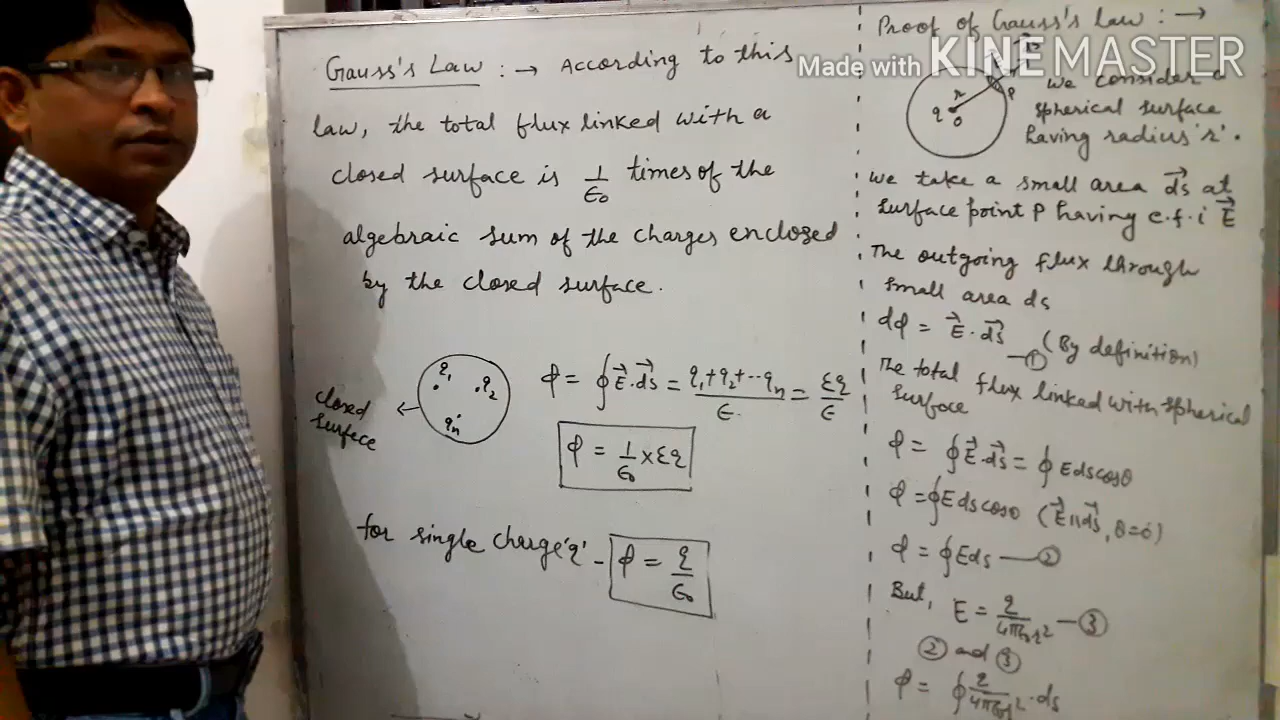 Gauss's Law : → According to this
law, the total flux linked with a
closed surface is 1/ε₀ times of the
algebraic sum of the charges enclosed
by the closed surface.
closed
surface
q₁
q₂
qₙ
φ = ∮E⃗.ds⃗ = q₁+q₂+--qₙ/ε. = Σq/ε
φ = 1/ε₀ × Σq
for single charge 'q' - φ = q/ε₀
Proof of Gauss's law : →
Made with KINEMASTER
r
q
o
P
we consider a
spherical surface
having radius 'r'.
we take a small area ds⃗ at
surface point P having e.f.i E⃗
The outgoing flux through
small area ds
dφ = E⃗.ds⃗ —① (By definition)
The total flux linked with spherical
surface
φ = ∮E⃗.ds⃗ = ∮Edscosθ
φ = ∮Edscosθ (E⃗||ds⃗, θ=0)
φ = ∮Eds —②
But, E = q/4πε₀r² —③
② and ③
φ = ∮q/4πε₀r².ds